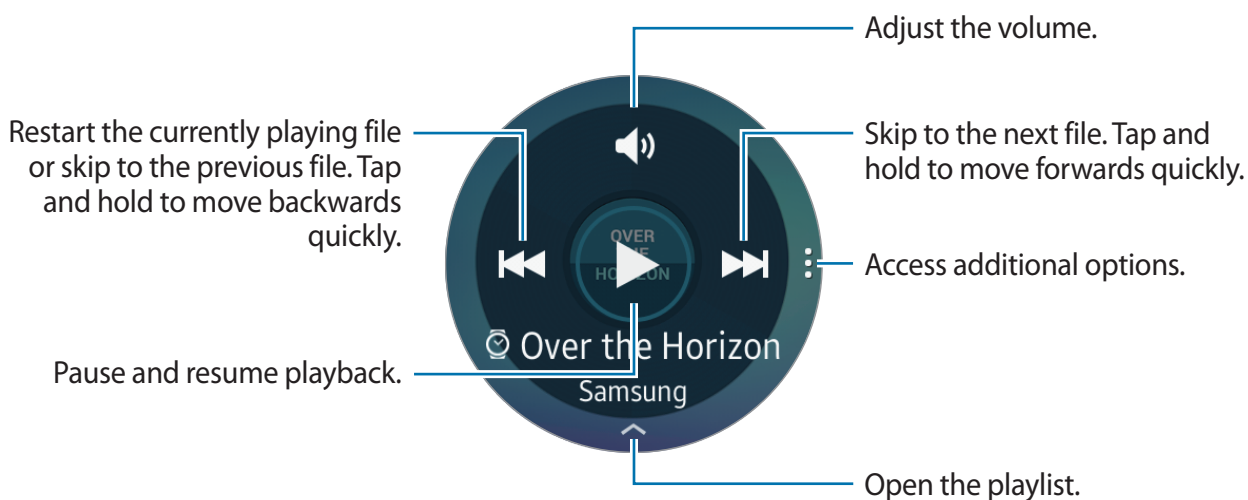 Adjust the volume.
Restart the currently playing file
or skip to the previous file. Tap
and hold to move backwards
quickly.
Skip to the next file. Tap and
hold to move forwards quickly.
OVER
HORIZON
Access additional options.
Over the Horizon
Pause and resume playback.
Samsung
Open the playlist.